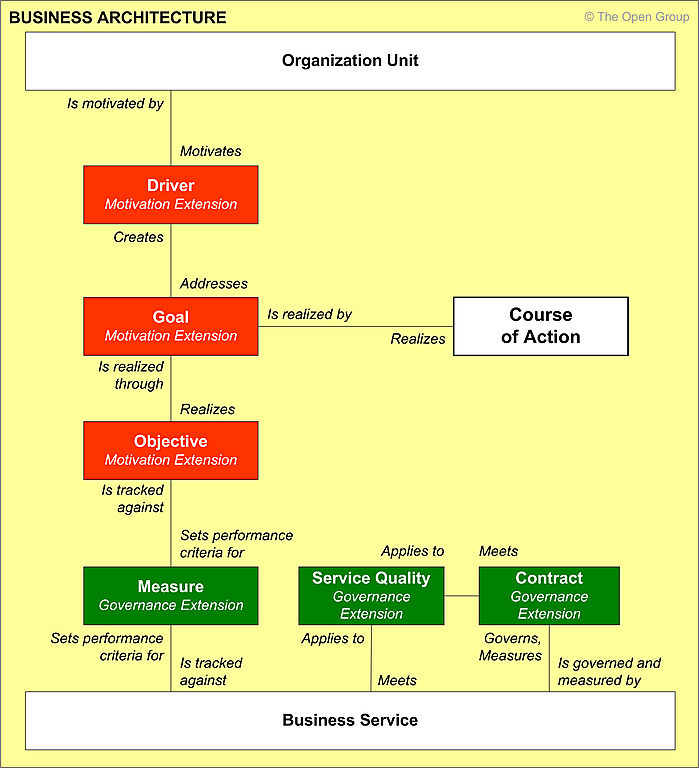 BUSINESS ARCHITECTURE
© The Open Group
Organization Unit
Is motivated by
Motivates
Driver
Motivation Extension
Creates
Addresses
Goal
Motivation Extension
Is realized by
Realizes
Course
of Action
Is realized
through
Realizes
Objective
Motivation Extension
Is tracked
against
Sets performance
criteria for
Applies to
Meets
Measure
Governance Extension
Service Quality
Governance
Extension
Contract
Governance
Extension
Sets performance
criteria for
Is tracked
against
Applies to
Meets
Governs,
Measures
Is governed and
measured by
Business Service